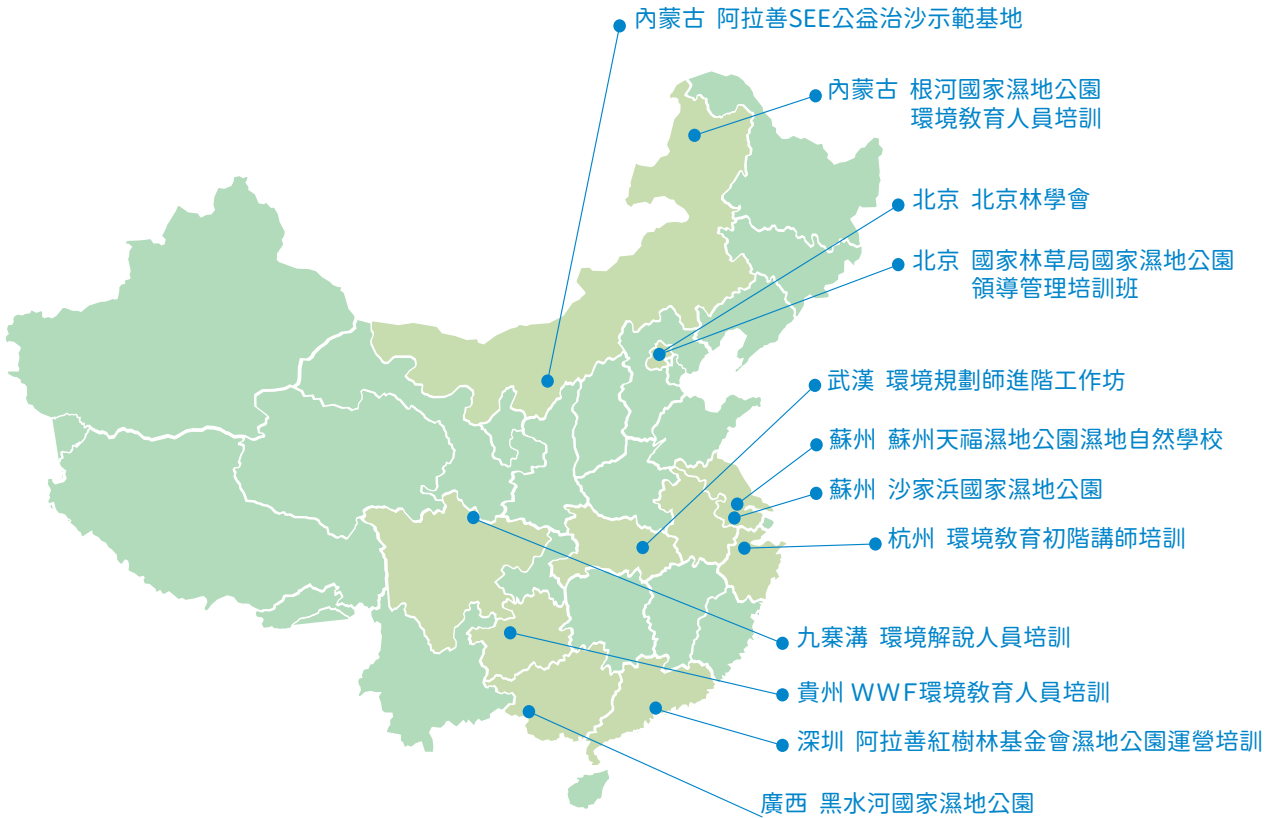 內蒙古 阿拉善SEE公益治沙示範基地
內蒙古 根河國家濕地公園
環境敎育人員培訓
北京 北京林學會
北京 國家林草局國家濕地公園
領導管理培訓班
武漢 環境規劃師進階工作坊
蘇州 蘇州天福濕地公園濕地自然學校
蘇州 沙家浜國家濕地公園
杭州 環境敎育初階講師培訓
九寨溝 環境解說人員培訓
貴州 WWF環境敎育人員培訓
深圳 阿拉善紅樹林基金會濕地公園運營培訓
廣西 黑水河國家濕地公園